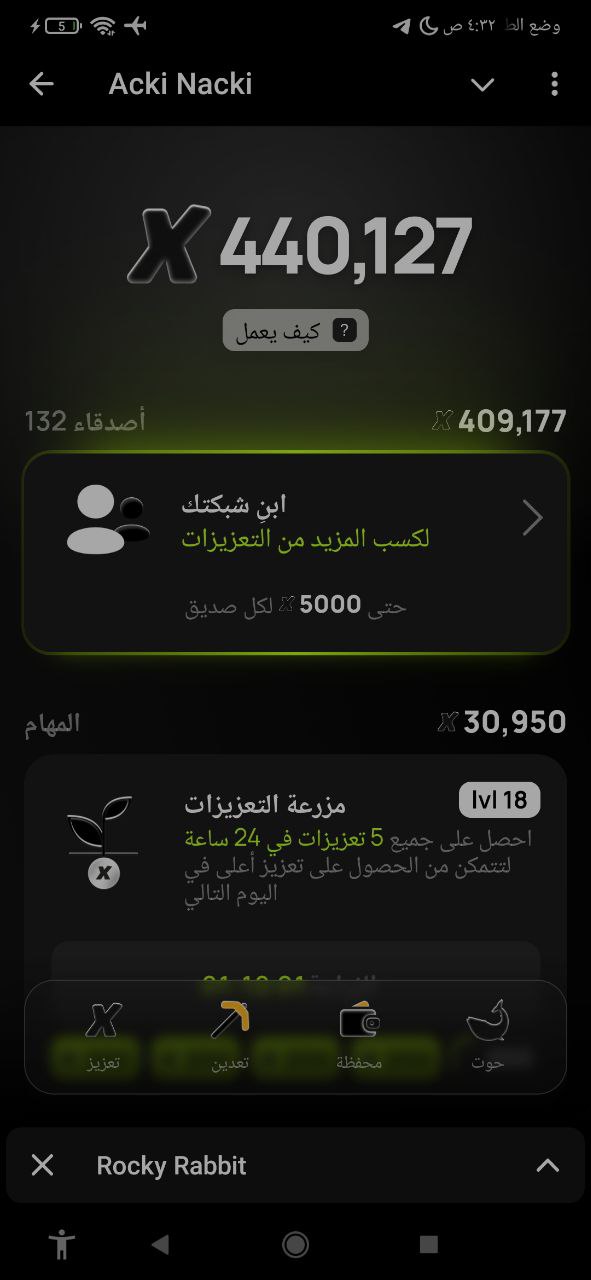 وضع الط ٤:٣٢ ص
5
Acki Nacki
X 440,127
كيف يعمل ?
أصدقاء 132
X 409,177
ابنِ شبكتك
لكسب المزيد من التعزيزات
حتى X 5000 لكل صديق
المهام
X 30,950
مزرعة التعزيزات
lvl 18
احصل على جميع 5 تعزيزات في 24 ساعة
لتتمكن من الحصول على تعزيز أعلى في
اليوم التالي
X
تعزيز
تعدين
محفظة
حوت
Rocky Rabbit